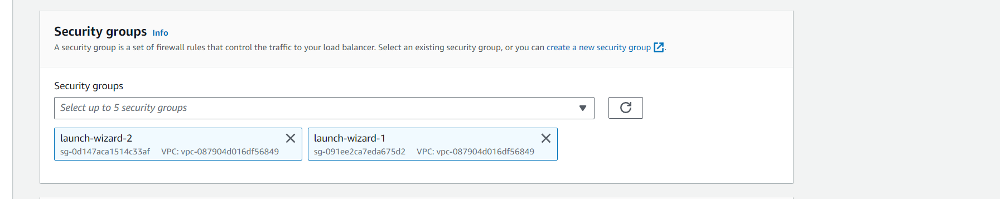 Security groups Info
A security group is a set of firewall rules that control the traffic to your load balancer. Select an existing security group, or you can create a new security group.
Security groups
Select up to 5 security groups
launch-wizard-2
sg-0d147aca1514c33af VPC: vpc-087904d016df56849
launch-wizard-1
sg-091ee2ca7eda675d2 VPC: vpc-087904d016df56849